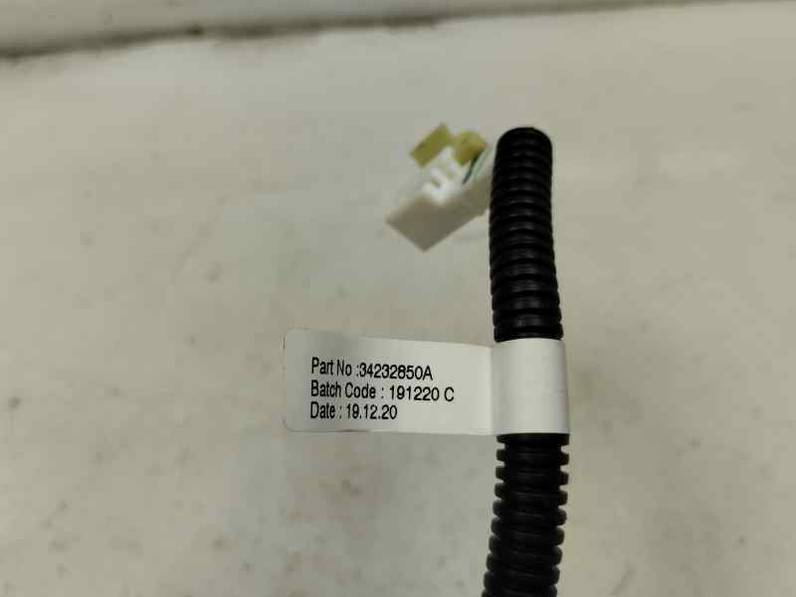 Part No :34232850A
Batch Code : 191220 C
Date : 19.12.20